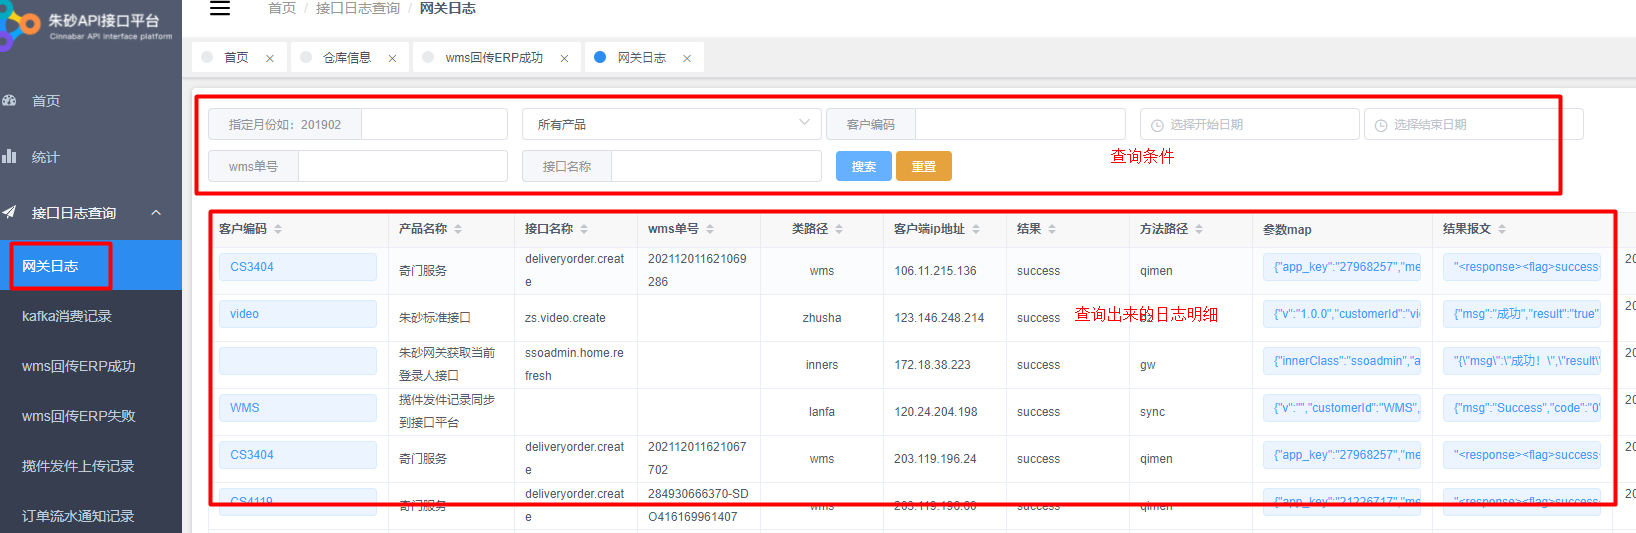 朱砂API接口平台
Cinnabar API interface platform
首页 / 接口日志查询 / 网关日志
首页 × 仓库信息 × wms回传ERP成功 × 网关日志 ×
首页
统计
接口日志查询
网关日志
kafka消费记录
wms回传ERP成功
wms回传ERP失败
揽件发件上传记录
订单流水通知记录
指定月份如：201902 所有产品 客户编码 选择开始日期 选择结束日期
wms单号 接口名称 搜索 重置
查询条件
客户编码 产品名称 接口名称 wms单号 类路径 客户端ip地址 结果 方法路径 参数map 结果报文
CS3404 奇门服务 deliveryorder.create 202112011621069286 wms 106.11.215.136 success qimen {"app_key":"27968257","me "<response><flag>success 20
video 朱砂标准接口 zs.video.create zhusha 123.146.248.214 success {"v":"1.0.0","customerId":"vi {"msg":"成功","result":"true" 20
查询出来的日志明细
朱砂网关获取当前登录人接口 ssoadmin.home.refresh inners 172.18.38.223 success gw {"innerClass":"ssoadmin","a "{\"msg\":\"成功！\",\"result\ 20
WMS 揽件发件记录同步到接口平台 lanfa 120.24.204.198 success sync {"v":"","customerId":"WMS", {"msg":"Success","code":"0" 20
CS3404 奇门服务 deliveryorder.create 202112011621067702 wms 203.119.196.24 success qimen {"app_key":"27968257","me "<response><flag>success 20
CS4119 奇门服务 deliveryorder.create 284930666370-SDO416169961407 wms success qimen {"app_key":"21226717","me "<response><flag>success 20